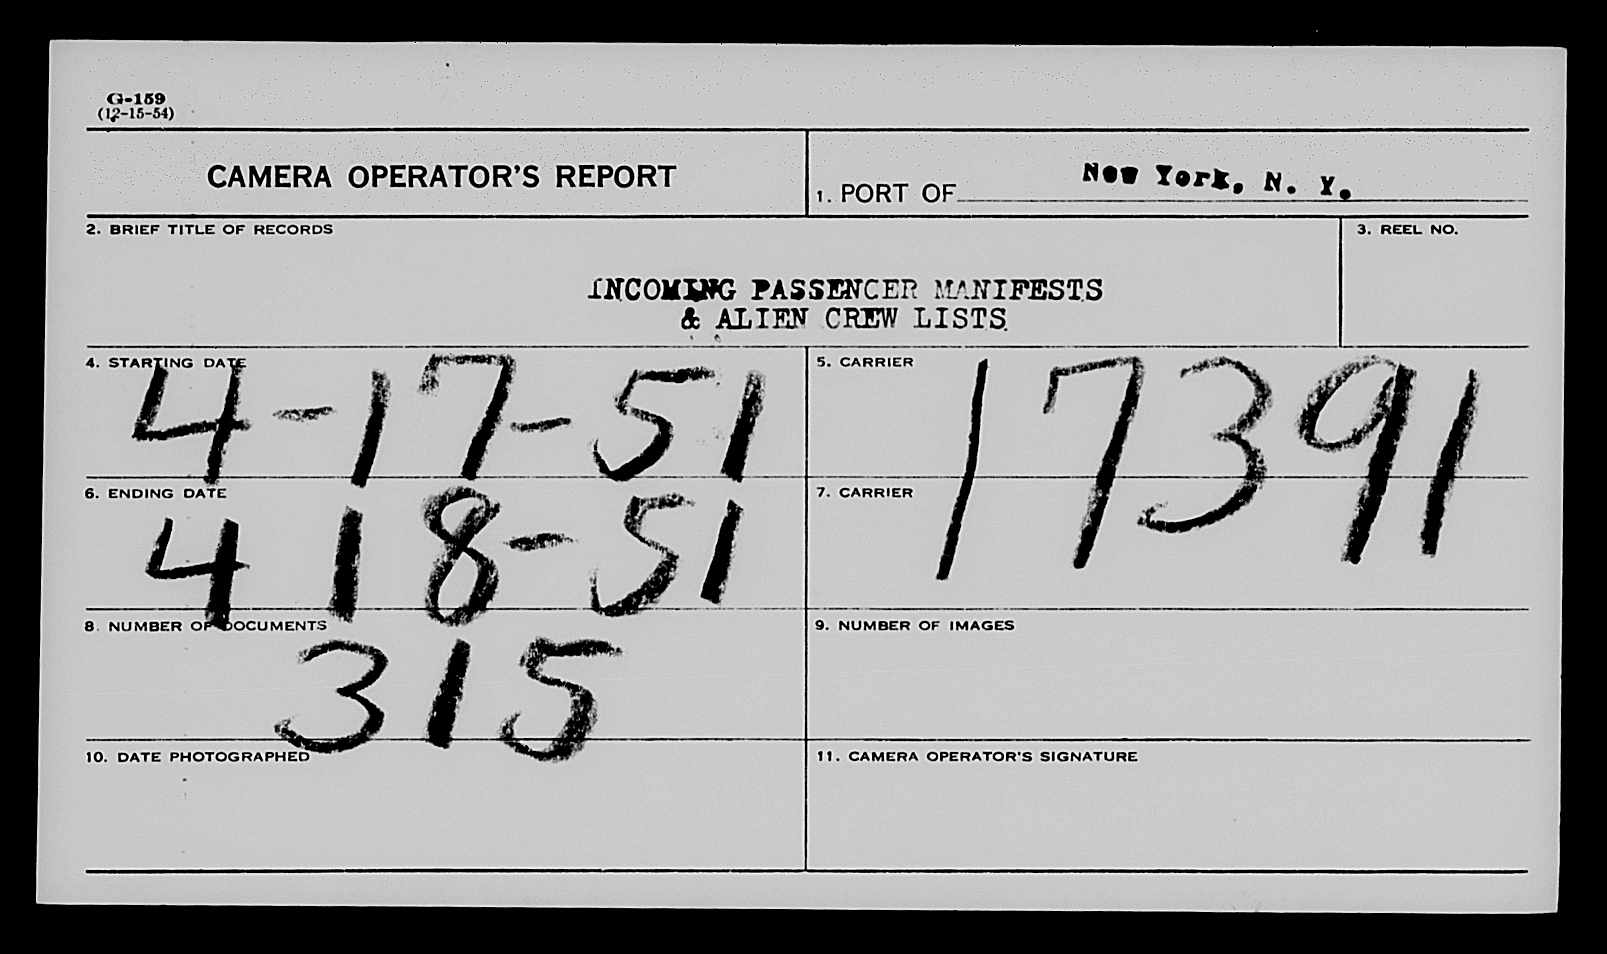 G-159
(12-15-54)
CAMERA OPERATOR'S REPORT
1. PORT OF New York, N. Y.
2. BRIEF TITLE OF RECORDS
3. REEL NO.
INCOMING PASSENGER MANIFESTS
& ALIEN CREW LISTS
4. STARTING DATE
4-17-51
5. CARRIER
17391
6. ENDING DATE
4 18-51
7. CARRIER
8. NUMBER OF DOCUMENTS
315
9. NUMBER OF IMAGES
10. DATE PHOTOGRAPHED
11. CAMERA OPERATOR'S SIGNATURE